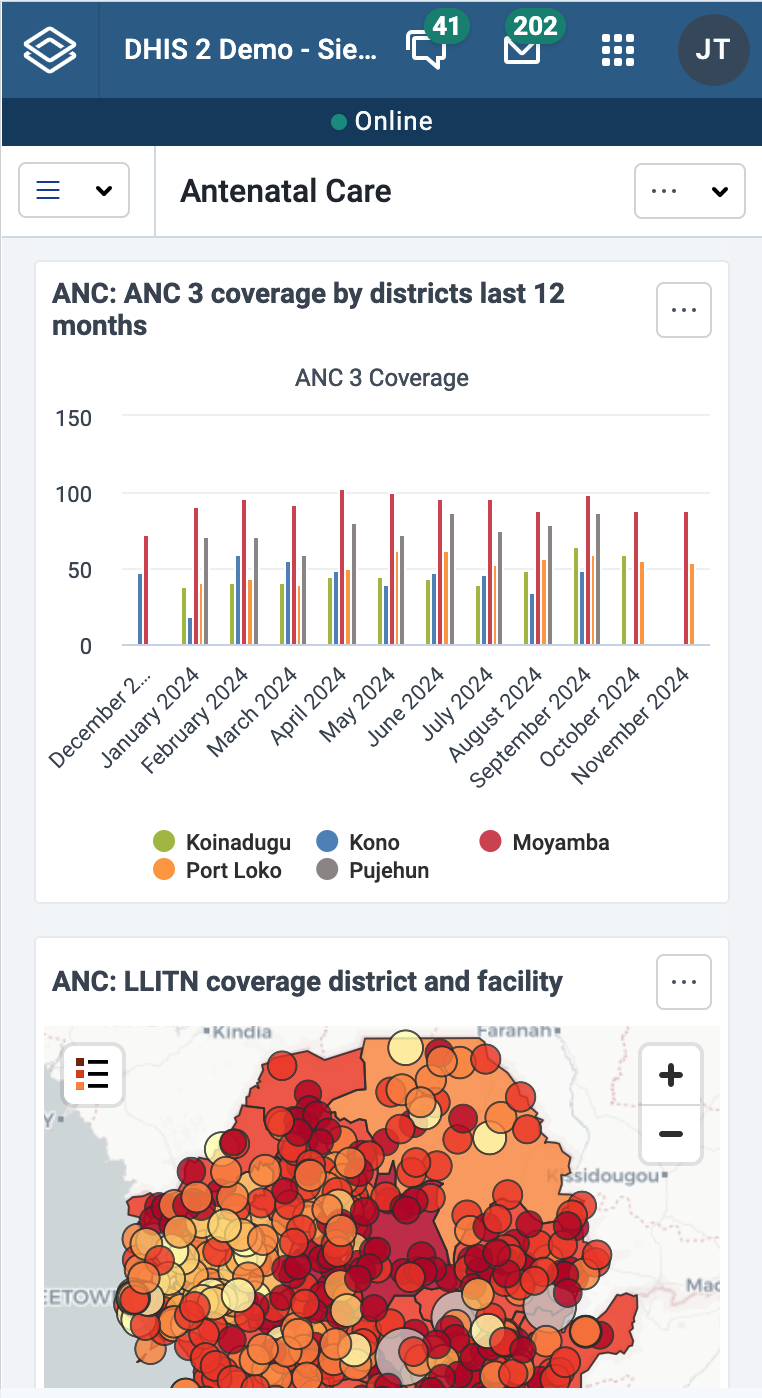 DHIS 2 Demo - Sie...
41
202
JT
Online
Antenatal Care
ANC: ANC 3 coverage by districts last 12
months
ANC 3 Coverage
150
100
50
0
December 2...
January 2024
February 2024
March 2024
April 2024
May 2024
June 2024
July 2024
August 2024
September 2024
October 2024
November 2024
Koinadugu
Kono
Moyamba
Port Loko
Pujehun
ANC: LLITN coverage district and facility
Kindia
Faranah
Y
ssidougou
EETOW
Mac